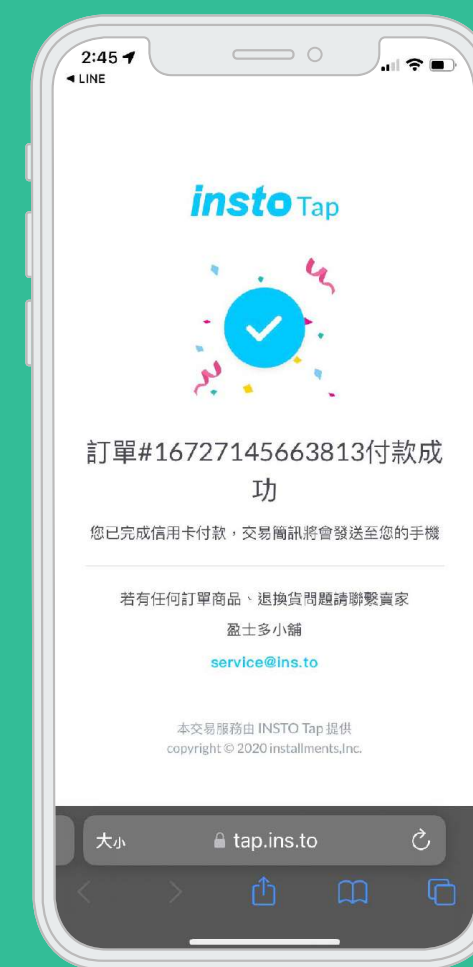 2:45
◀ LINE
insto Tap
訂單#16727145663813付款成
功
您已完成信用卡付款，交易簡訊將會發送至您的手機
若有任何訂單商品、退換貨問題請聯繫賣家
盈士多小舖
service@ins.to
本交易服務由 INSTO Tap 提供
copyright © 2020 installments,Inc.
大小 tap.ins.to